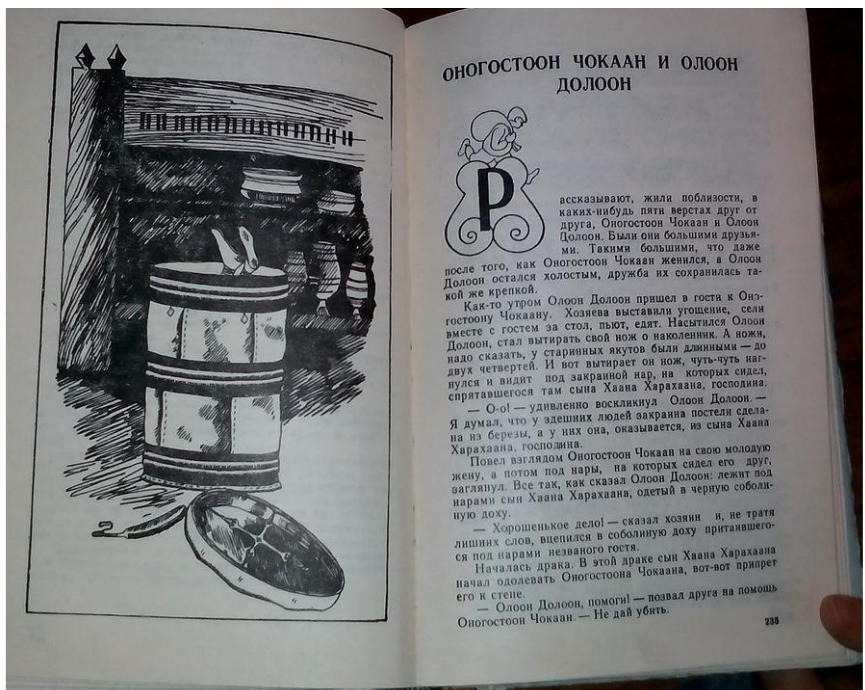 ОНОГОСТООН ЧОКААН И ОЛООН
ДОЛООН
Рассказывают, жили поблизости, в
каких-нибудь пяти верстах друг от
друга, Оногостоон Чокаан и Олоон
Долоон. Были они большими друзья-
ми. Такими большими, что даже
после того, как Оногостоон Чокаан женился, а Олоон
Долоон остался холостым, дружба их сохранилась та-
кой же крепкой.
Как-то утром Олоон Долоон пришел в гости к Оно-
гостоону Чокаану. Хозяева выставили угощение, сели
вместе с гостем за стол, пьют, едят. Насытился Олоон
Долоон, стал вытирать свой нож о наколенник. А ножи,
надо сказать, у старинных якутов были длинными — до
двух четвертей. И вот вытирает он нож, чуть-чуть наг-
нулся и видит под закраиной нар, на которых сидел,
спрятавшегося там сына Хаана Харахаана, господина.
— О-о! — удивленно воскликнул Олоон Долоон. —
Я думал, что у здешних людей закраина постели сдела-
на из березы, а у них она, оказывается, из сына Хаана
Харахаана, господина.
Повел взглядом Оногостоон Чокаан на свою молодую
жену, а потом под нары, на которых сидел его друг,
заглянул. Все так, как сказал Олоон Долоон: лежит под
нарами сын Хаана Харахаана, одетый в черную соболи-
ную доху.
— Хорошенькое дело! — сказал хозяин и, не тратя
лишних слов, вцепился в соболиную доху притаившего-
ся под нарами незваного гостя.
Началась драка. В этой драке сын Хаана Харахаана
начал одолевать Оногостоона Чокаана, вот-вот припрет
его к стене.
— Олоон Долоон, помоги! — позвал друга на помощь
Оногостоон Чокаан. — Не дай убить.
235